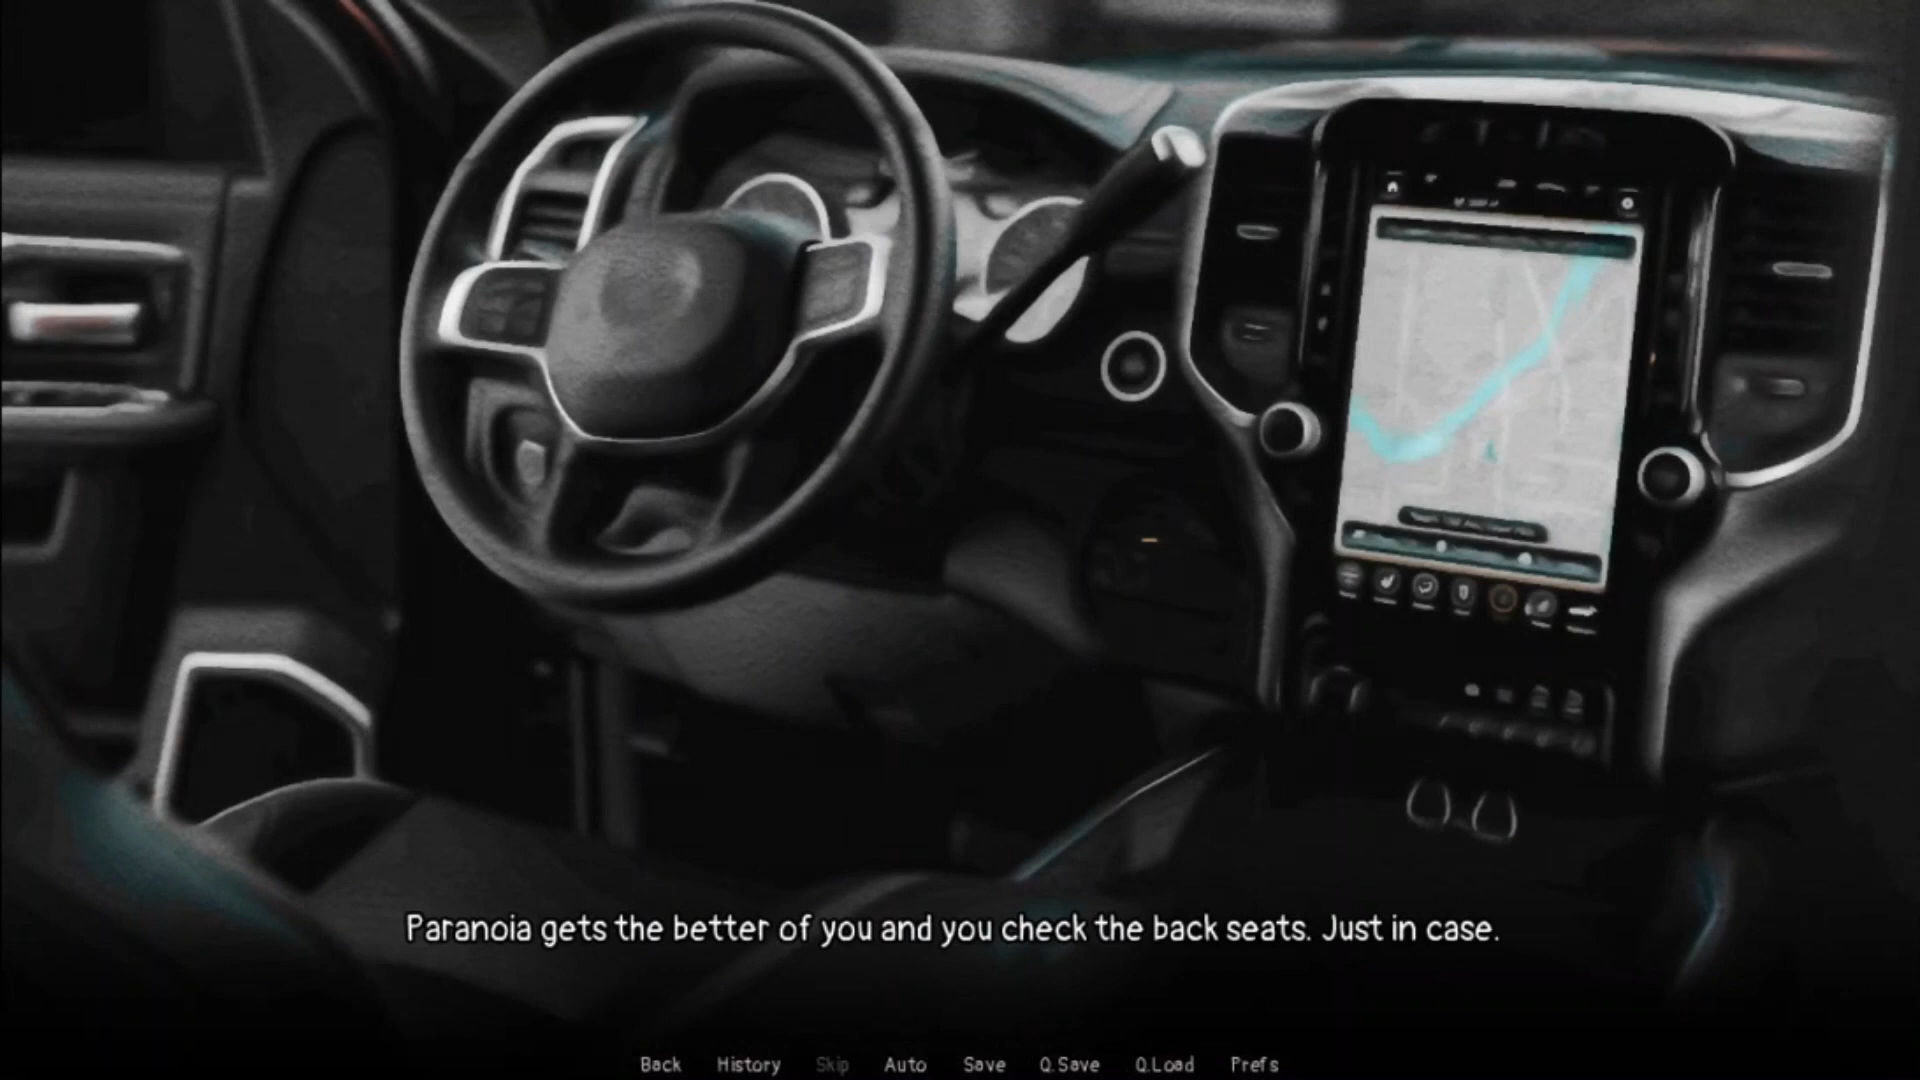 Paranoia gets the better of you and you check the back seats. Just in case.
Back History Skip Auto Save Q.Save Q.Load Prefs